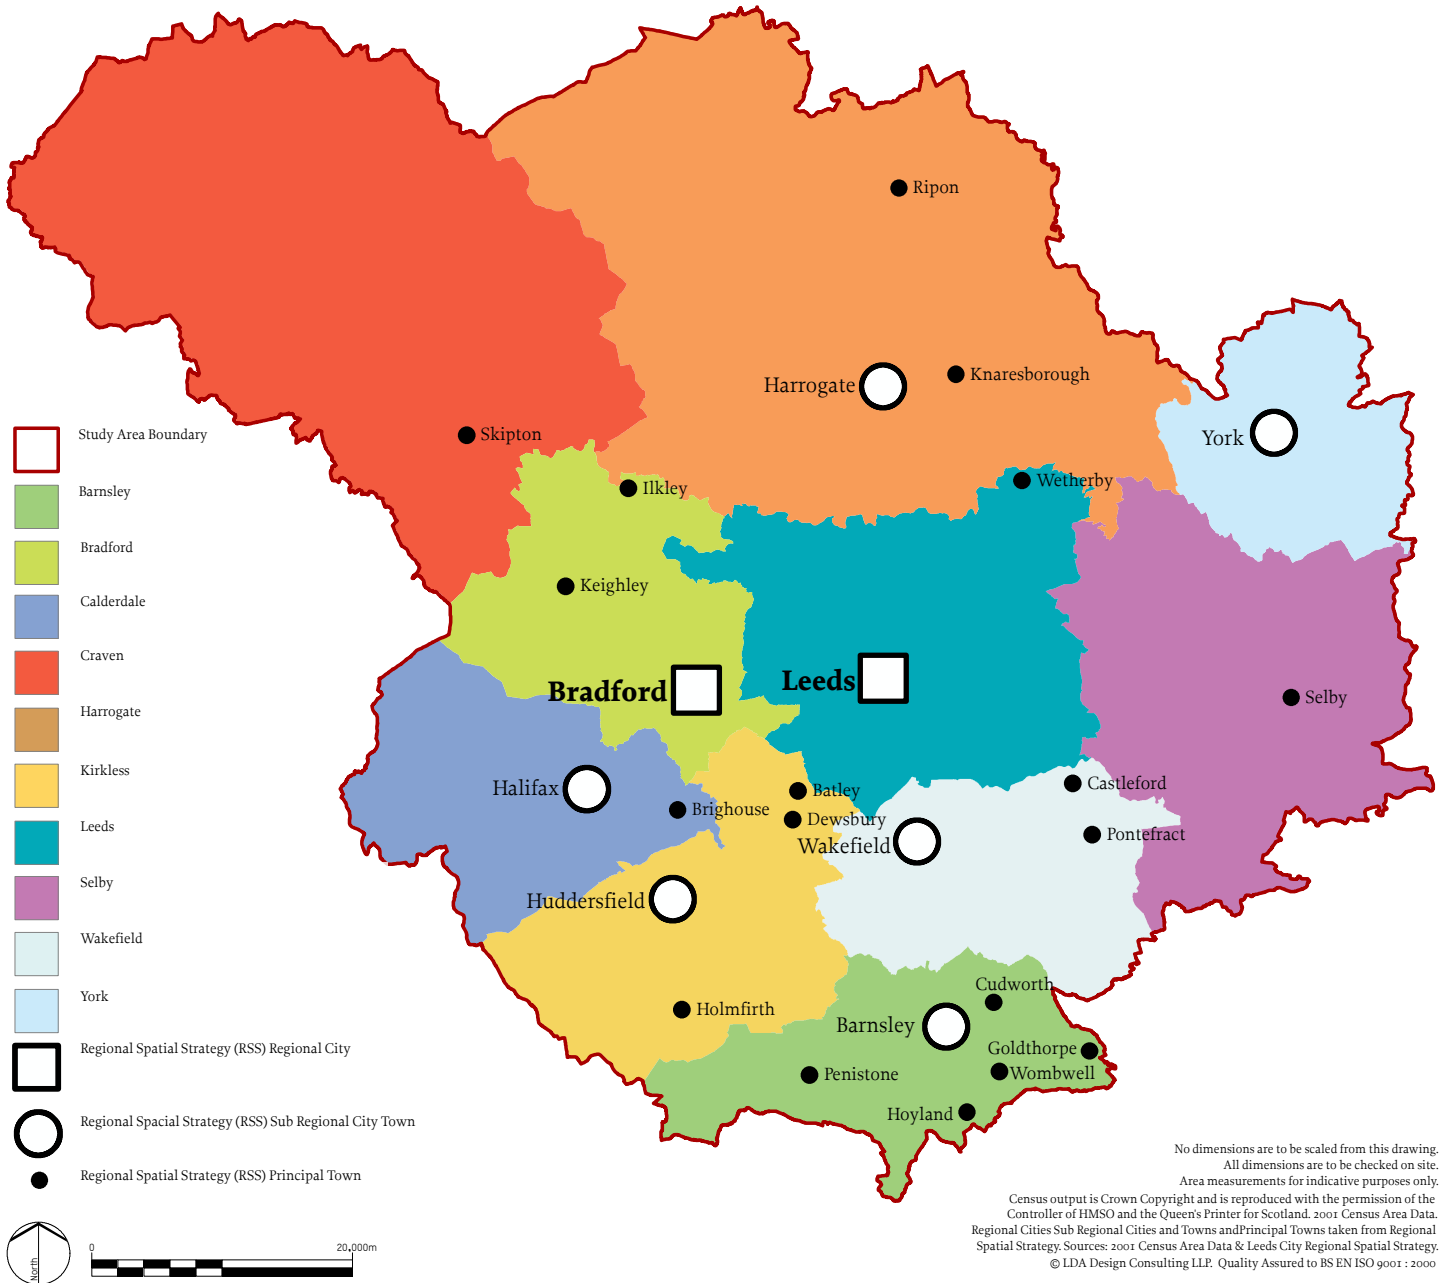 Ripon
Harrogate
Knaresborough
York
Skipton
Ilkley
Wetherby
Keighley
Bradford
Leeds
Selby
Halifax
Brighouse
Batley
Dewsbury
Castleford
Pontefract
Wakefield
Huddersfield
Holmfirth
Cudworth
Barnsley
Goldthorpe
Wombwell
Penistone
Hoyland
Study Area Boundary
Barnsley
Bradford
Calderdale
Craven
Harrogate
Kirkless
Leeds
Selby
Wakefield
York
Regional Spatial Strategy (RSS) Regional City
Regional Spacial Strategy (RSS) Sub Regional City Town
Regional Spatial Strategy (RSS) Principal Town
North
0
20,000m
No dimensions are to be scaled from this drawing.
All dimensions are to be checked on site.
Area measurements for indicative purposes only.
Census output is Crown Copyright and is reproduced with the permission of the
Controller of HMSO and the Queen's Printer for Scotland. 2001 Census Area Data.
Regional Cities Sub Regional Cities and Towns andPrincipal Towns taken from Regional
Spatial Strategy. Sources: 2001 Census Area Data & Leeds City Regional Spatial Strategy.
© LDA Design Consulting LLP. Quality Assured to BS EN ISO 9001 : 2000